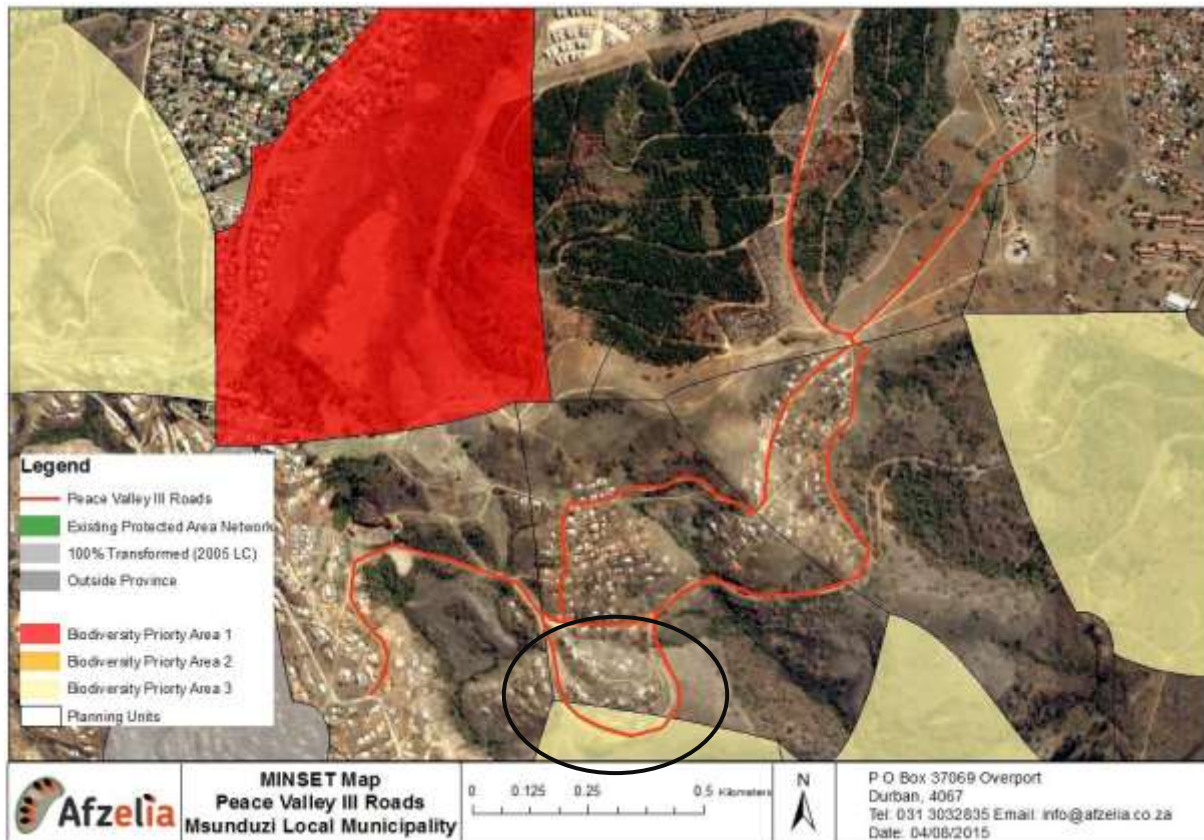 Legend
Peace Valley III Roads
Existing Protected Area Network
100% Transformed (2005 LC)
Outside Province
Biodiversity Priorty Area 1
Biodiversity Priorty Area 2
Biodiversity Priorty Area 3
Planning Units
Afzelia
MINSET Map
Peace Valley III Roads
Msunduzi Local Municipality
0 0.125 0.25 0.5 Kilometers
N
P O Box 37069 Overport
Durban, 4067
Tel: 031 3032835 Email: info@afzelia.co.za
Date: 04/08/2015